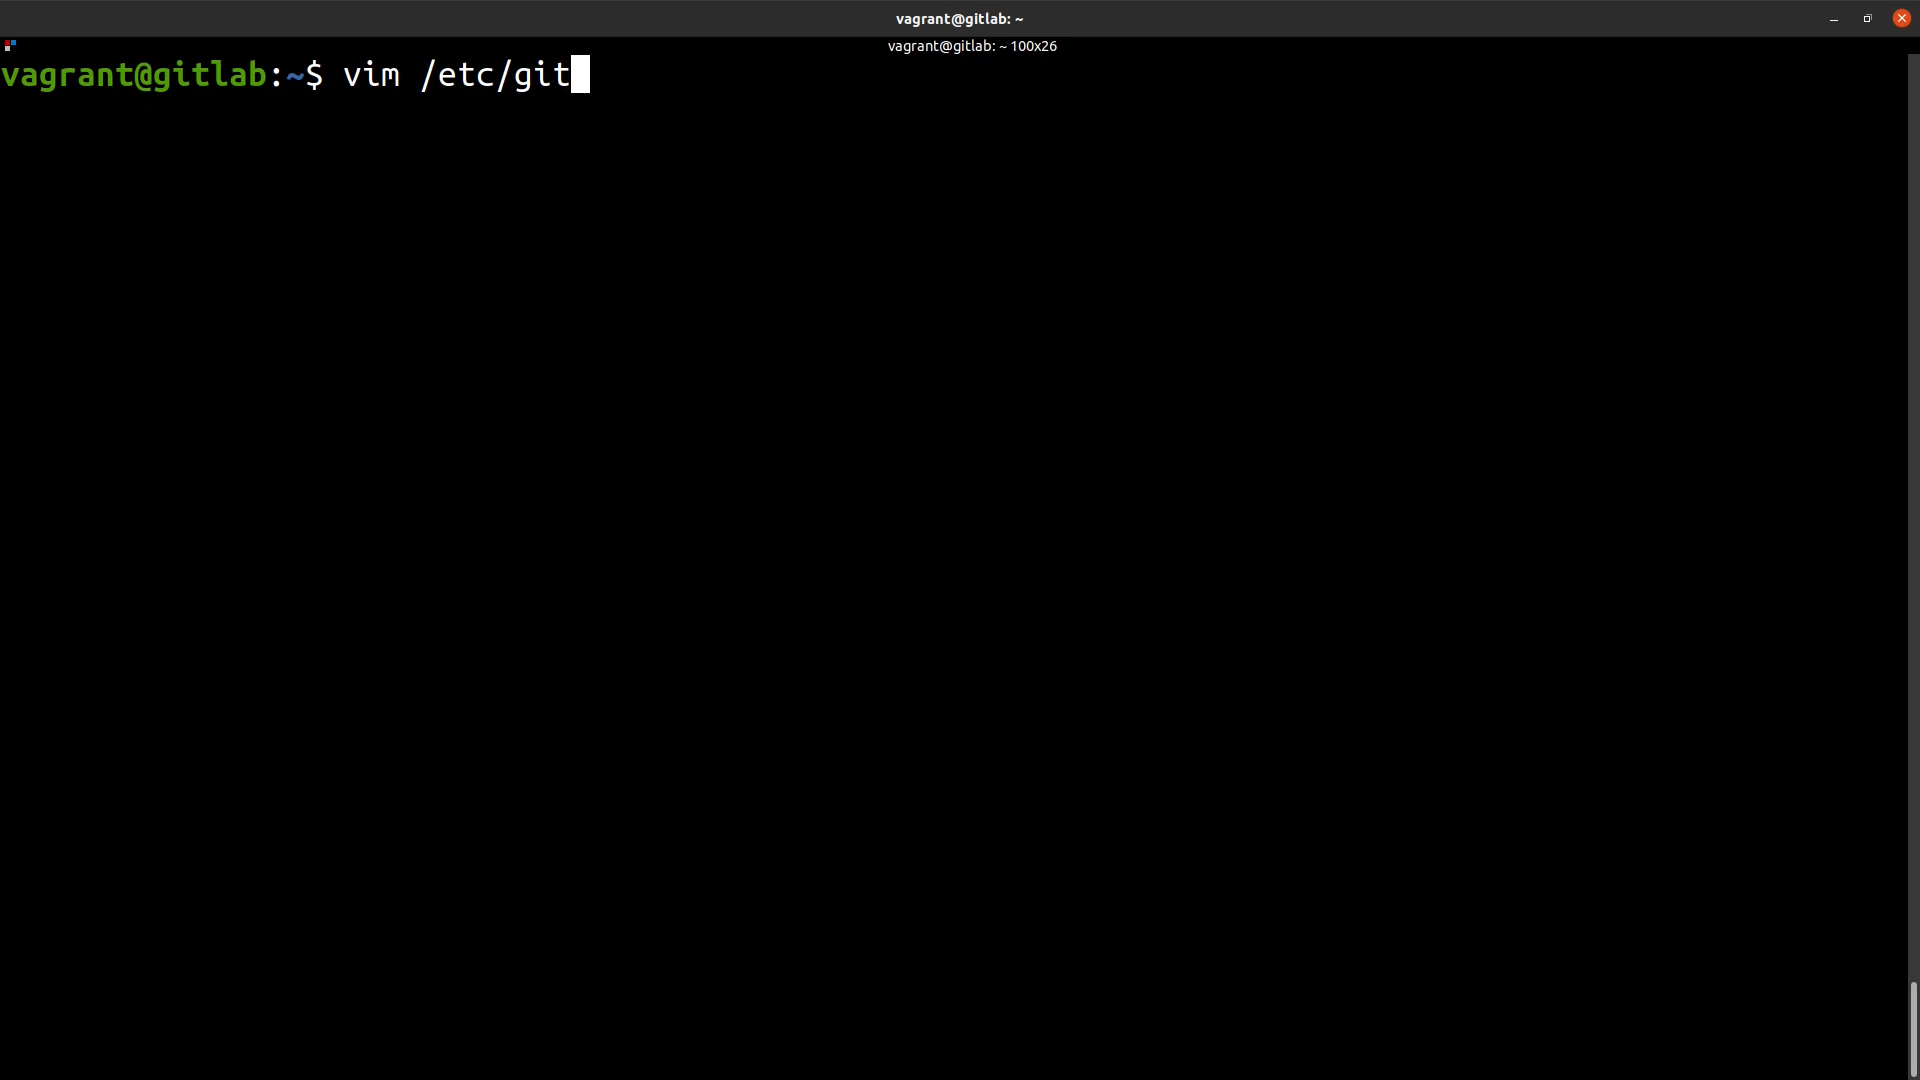 vagrant@gitlab: ~
vagrant@gitlab: ~ 100x26
vagrant@gitlab:~$ vim /etc/git